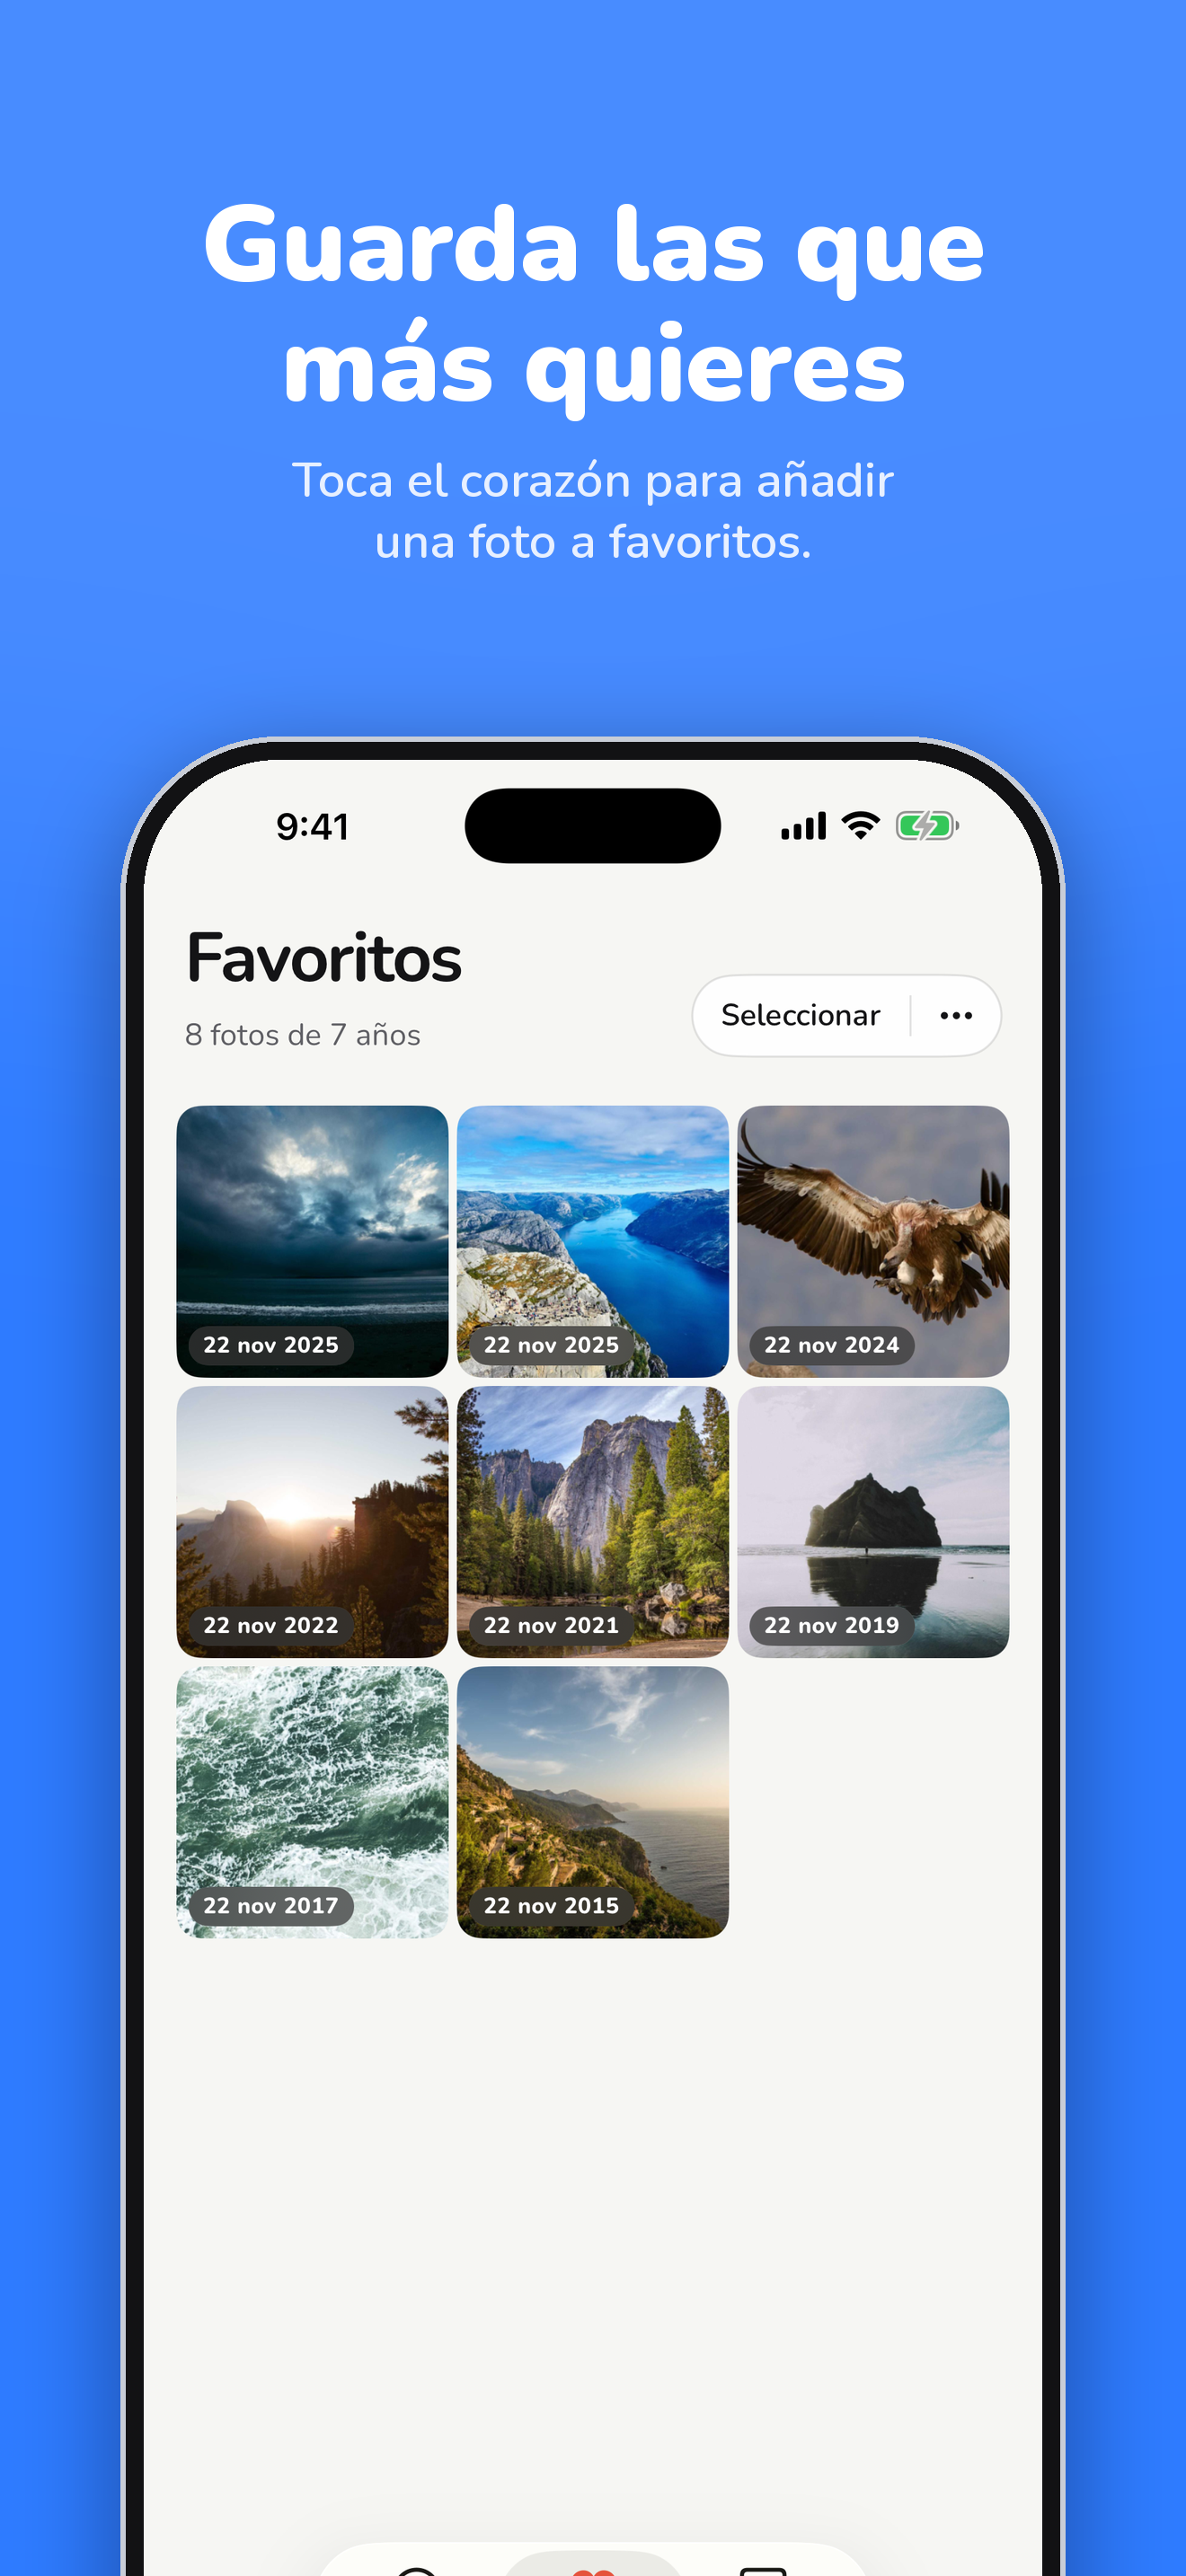 Guarda las que
más quieres
Toca el corazón para añadir
una foto a favoritos.
9:41
Favoritos
8 fotos de 7 años
Seleccionar
22 nov 2025
22 nov 2025
22 nov 2024
22 nov 2022
22 nov 2021
22 nov 2019
22 nov 2017
22 nov 2015